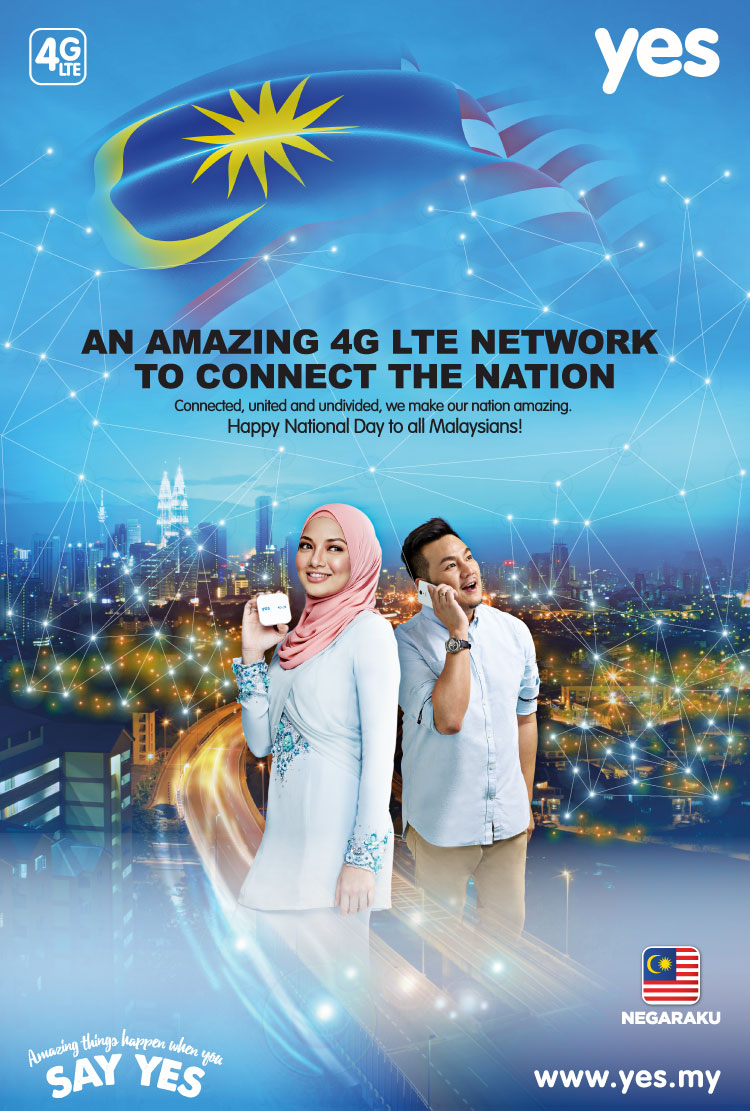 4G
LTE
yes
AN AMAZING 4G LTE NETWORK
TO CONNECT THE NATION
Connected, united and undivided, we make our nation amazing.
Happy National Day to all Malaysians!
yes
NEGARAKU
Amazing things happen when you
SAY YES
www.yes.my